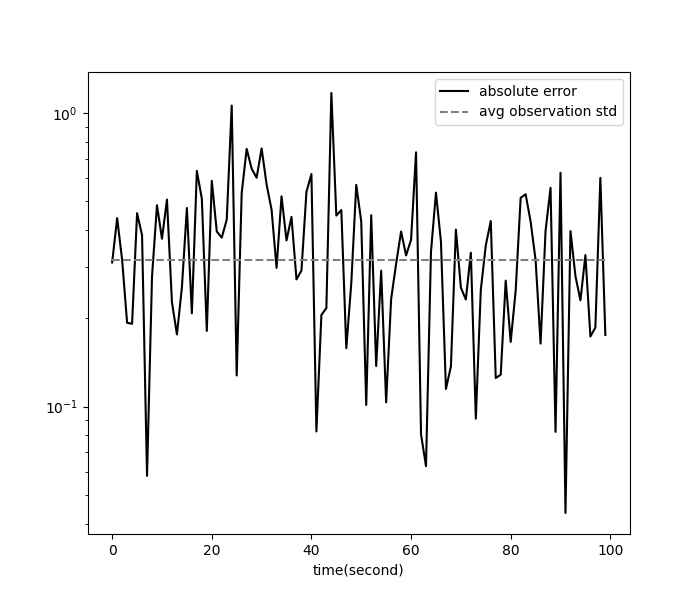 absolute error
avg observation std
10⁰
10⁻¹
0 20 40 60 80 100
time(second)